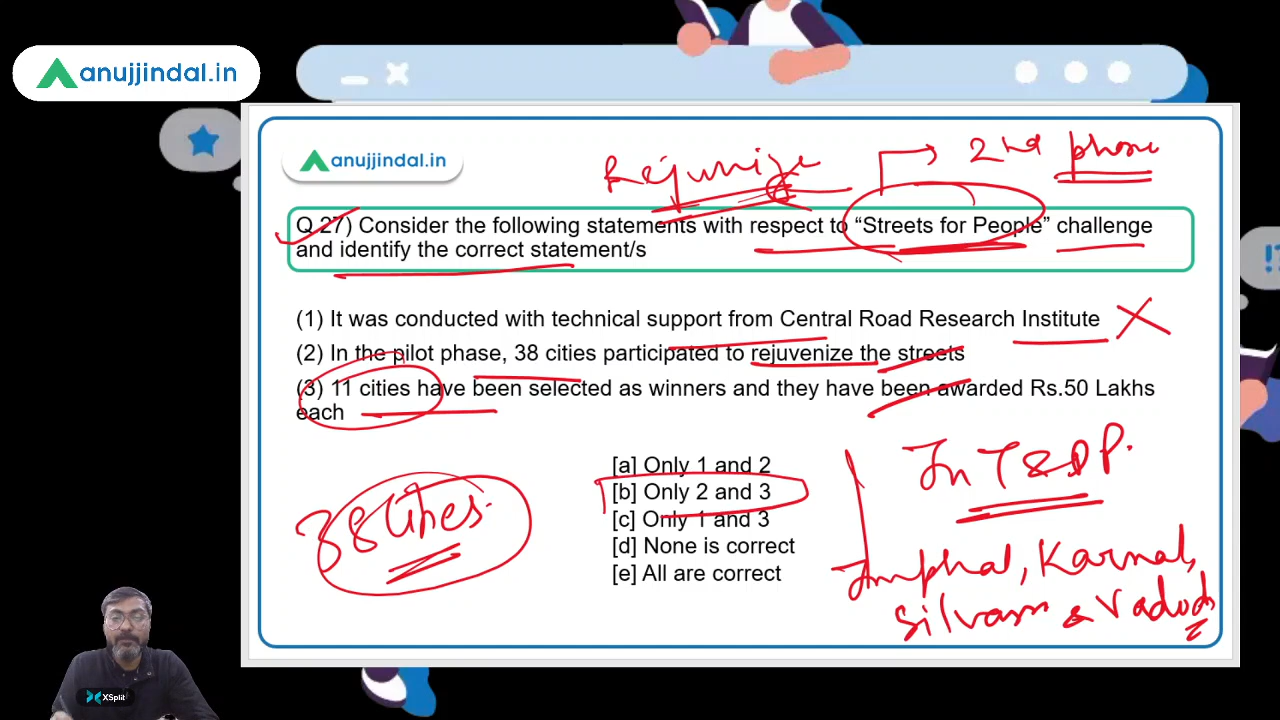 anujjindal.in
anujjindal.in
Rejunize
2nd phase
Q 27) Consider the following statements with respect to “Streets for People” challenge
and identify the correct statement/s
(1) It was conducted with technical support from Central Road Research Institute
(2) In the pilot phase, 38 cities participated to rejuvenize the streets
(3) 11 cities have been selected as winners and they have been awarded Rs.50 Lakhs
each
[a] Only 1 and 2
[b] Only 2 and 3
[c] Only 1 and 3
[d] None is correct
[e] All are correct
38 Cities
Imphal, Karnal,
Silvassa & Vadod
XSplit